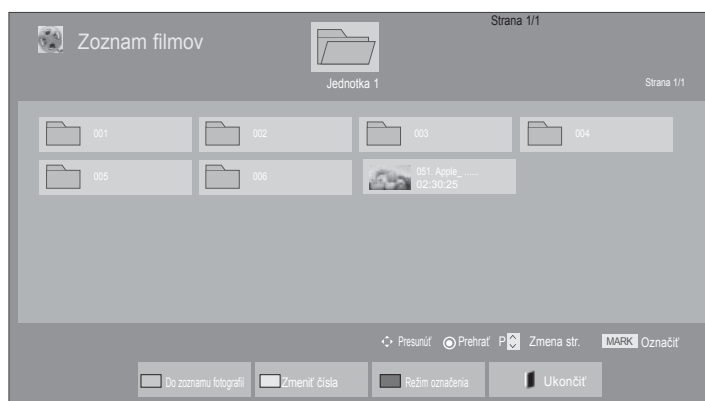 Strana 1/1
Zoznam filmov
Jednotka 1
Strana 1/1
001 002 003 004
005 006 051. Apple_ ......
02:30:25
Presunúť Prehrať P Zmena str. MARK Označiť
Do zoznamu fotografií Zmeniť čísla Režim označenia Ukončiť